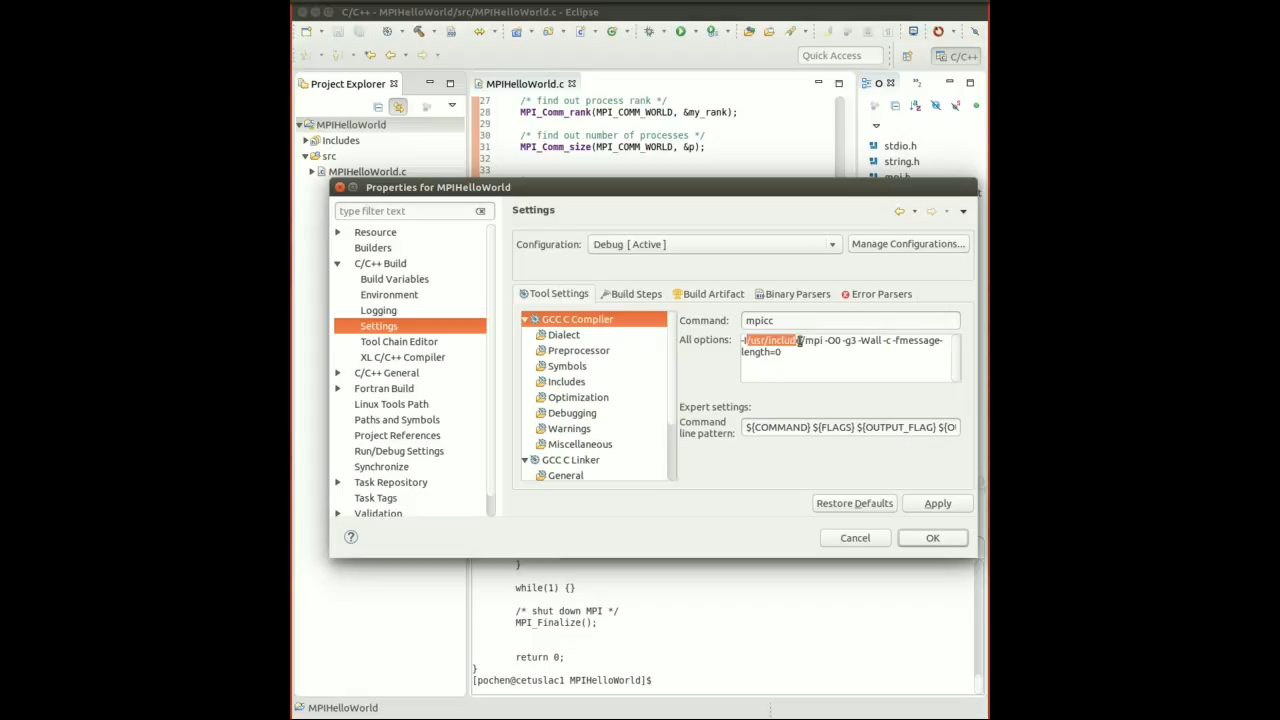 C/C++ - MPIHelloWorld/src/MPIHelloWorld.c - Eclipse
Quick Access
C/C++
Project Explorer
MPIHelloWorld.c
O
MPIHelloWorld
Includes
src
MPIHelloWorld.c
27 /* find out process rank */
28 MPI_Comm_rank(MPI_COMM_WORLD, &my_rank);
29
30 /* find out number of processes */
31 MPI_Comm_size(MPI_COMM_WORLD, &p);
32
33
stdio.h
string.h
mpi.h
Properties for MPIHelloWorld
type filter text
Resource
Builders
C/C++ Build
Build Variables
Environment
Logging
Settings
Tool Chain Editor
XL C/C++ Compiler
C/C++ General
Fortran Build
Linux Tools Path
Paths and Symbols
Project References
Run/Debug Settings
Synchronize
Task Repository
Task Tags
Validation
Settings
Configuration: Debug [ Active ]
Manage Configurations...
Tool Settings
Build Steps
Build Artifact
Binary Parsers
Error Parsers
GCC C Compiler
Dialect
Preprocessor
Symbols
Includes
Optimization
Debugging
Warnings
Miscellaneous
GCC C Linker
General
Command: mpicc
All options: -I/usr/include/mpi -O0 -g3 -Wall -c -fmessage-
length=0
Expert settings:
Command
line pattern: ${COMMAND} ${FLAGS} ${OUTPUT_FLAG} ${OU
Restore Defaults
Apply
Cancel
OK
}
while(1) {}
/* shut down MPI */
MPI_Finalize();
return 0;
}
[pochen@cetuslac1 MPIHelloWorld]$
MPIHelloWorld